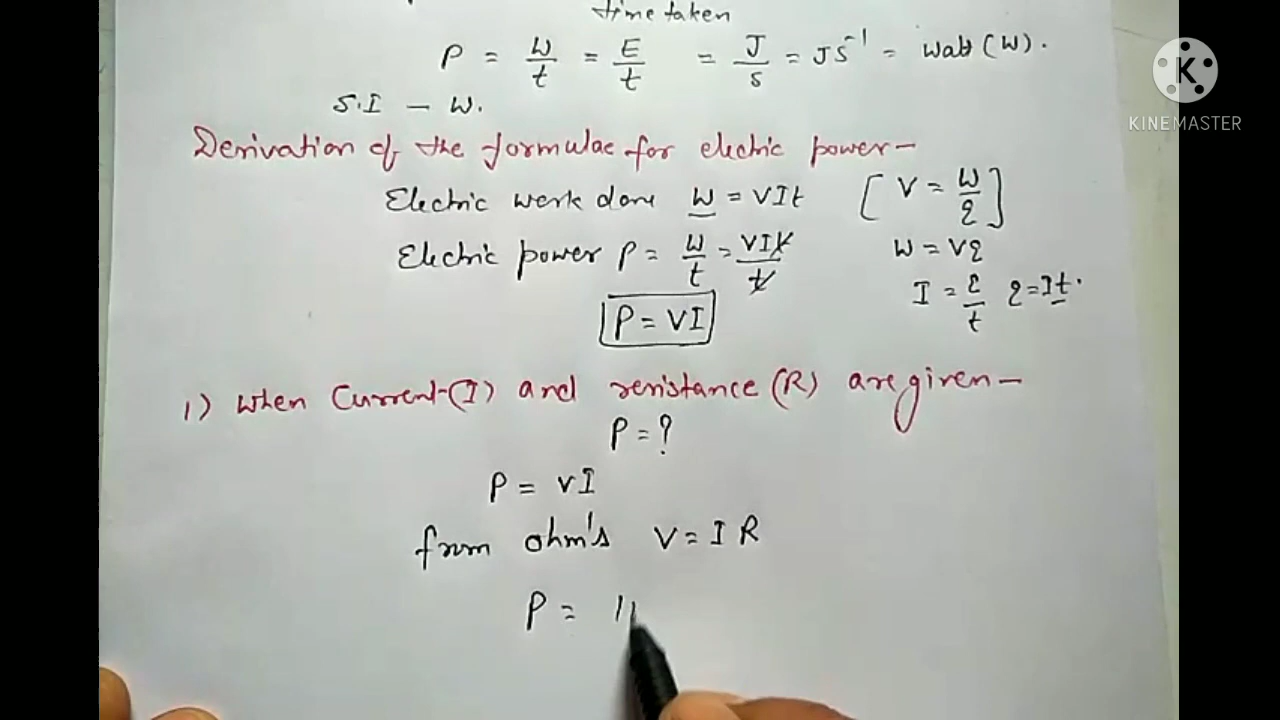 time taken
P = W/t = E/t = J/s = JS⁻¹ = watt (W).
S.I – W.
Derivation of the formulae for electric power–
Electric work done W = VIt [V = W/q]
Electric power P = W/t = VIt/t W = Vq
I = q/t q = It.
P = VI
1) when Current (I) and resistance (R) are given–
P = ?
P = VI
from ohm's V = I R
P =
K
KINEMASTER